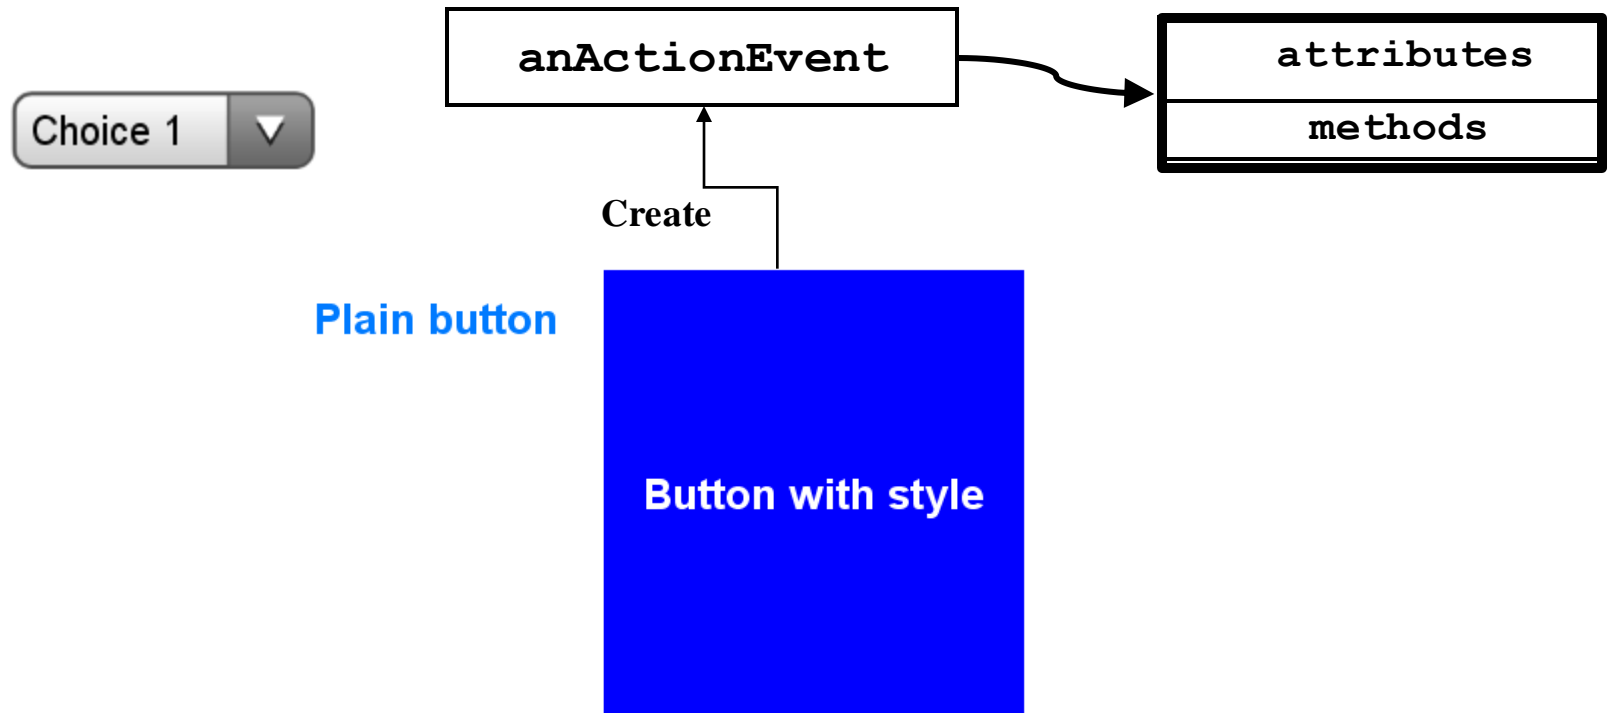 anActionEvent
attributes
methods
Choice 1
Create
Plain button
Button with style